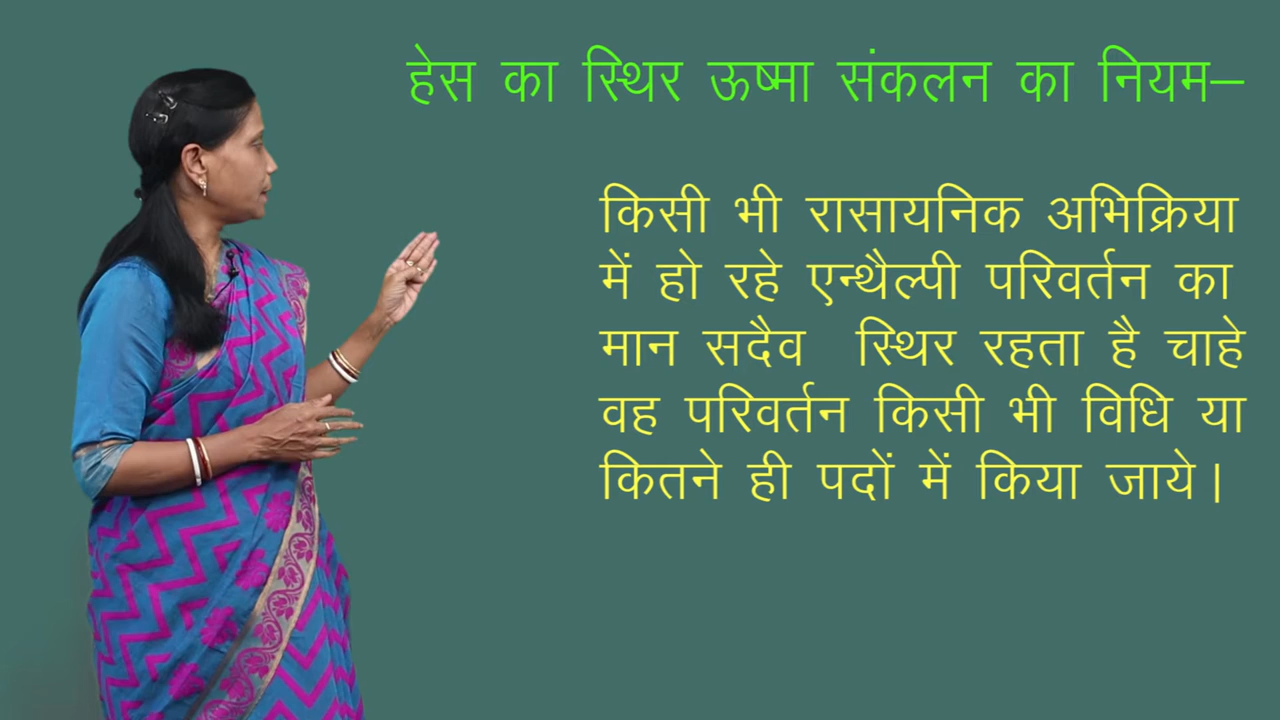 हेस का स्थिर ऊष्मा संकलन का नियम–
किसी भी रासायनिक अभिक्रिया
में हो रहे एन्थैल्पी परिवर्तन का
मान सदैव स्थिर रहता है चाहे
वह परिवर्तन किसी भी विधि या
कितने ही पदों में किया जाये।